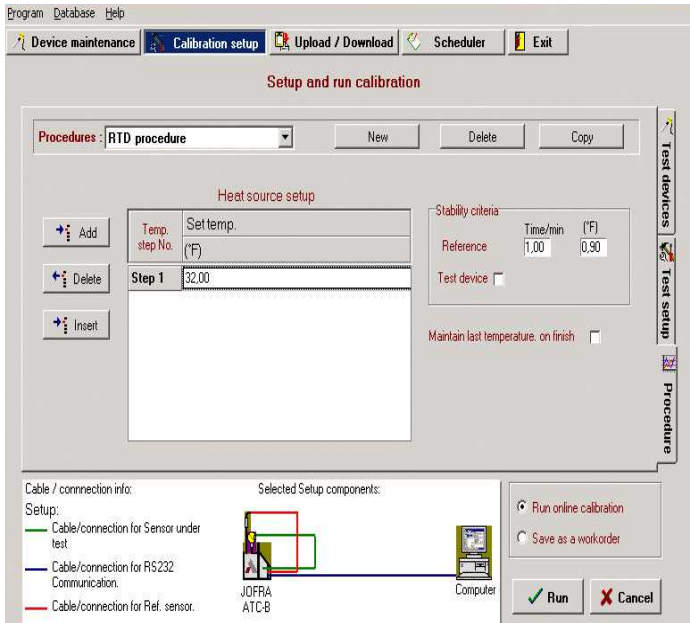 Program Database Help
Device maintenance Calibration setup Upload / Download Scheduler Exit
Setup and run calibration
Procedures : RTD procedure New Delete Copy
Heat source setup
Add
Delete
Insert
Temp. step No.
Set temp.
(°F)
Step 1 32,00
Stability criteria
Time/min (°F)
Reference 1,00 0,90
Test device
Maintain last temperature. on finish
Test devices
Test setup
Procedure
Cable / connnection info:
Setup:
Cable/connection for Sensor under
test
Cable/connection for RS232
Communication.
Cable/connection for Ref. sensor.
Selected Setup components:
JOFRA
ATC-B
Computer
Run online calibration
Save as a workorder
Run Cancel